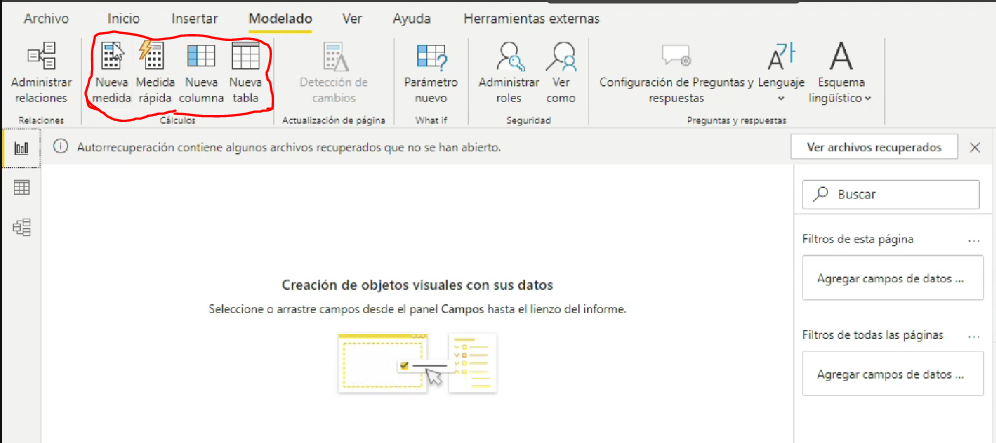 Archivo Inicio Insertar Modelado Ver Ayuda Herramientas externas
Administrar relaciones
Nueva medida
Medida rápida
Nueva columna
Nueva tabla
Detección de cambios
Parámetro nuevo
Administrar roles
Ver como
Configuración de Preguntas y respuestas
Lenguaje
Esquema lingüístico
Relaciones Cálculos Actualización de página What if Seguridad Preguntas y respuestas
Autorrecuperación contiene algunos archivos recuperados que no se han abierto.
Ver archivos recuperados
Buscar
Filtros de esta página ...
Agregar campos de datos ...
Creación de objetos visuales con sus datos
Seleccione o arrastre campos desde el panel Campos hasta el lienzo del informe.
Filtros de todas las páginas ...
Agregar campos de datos ...